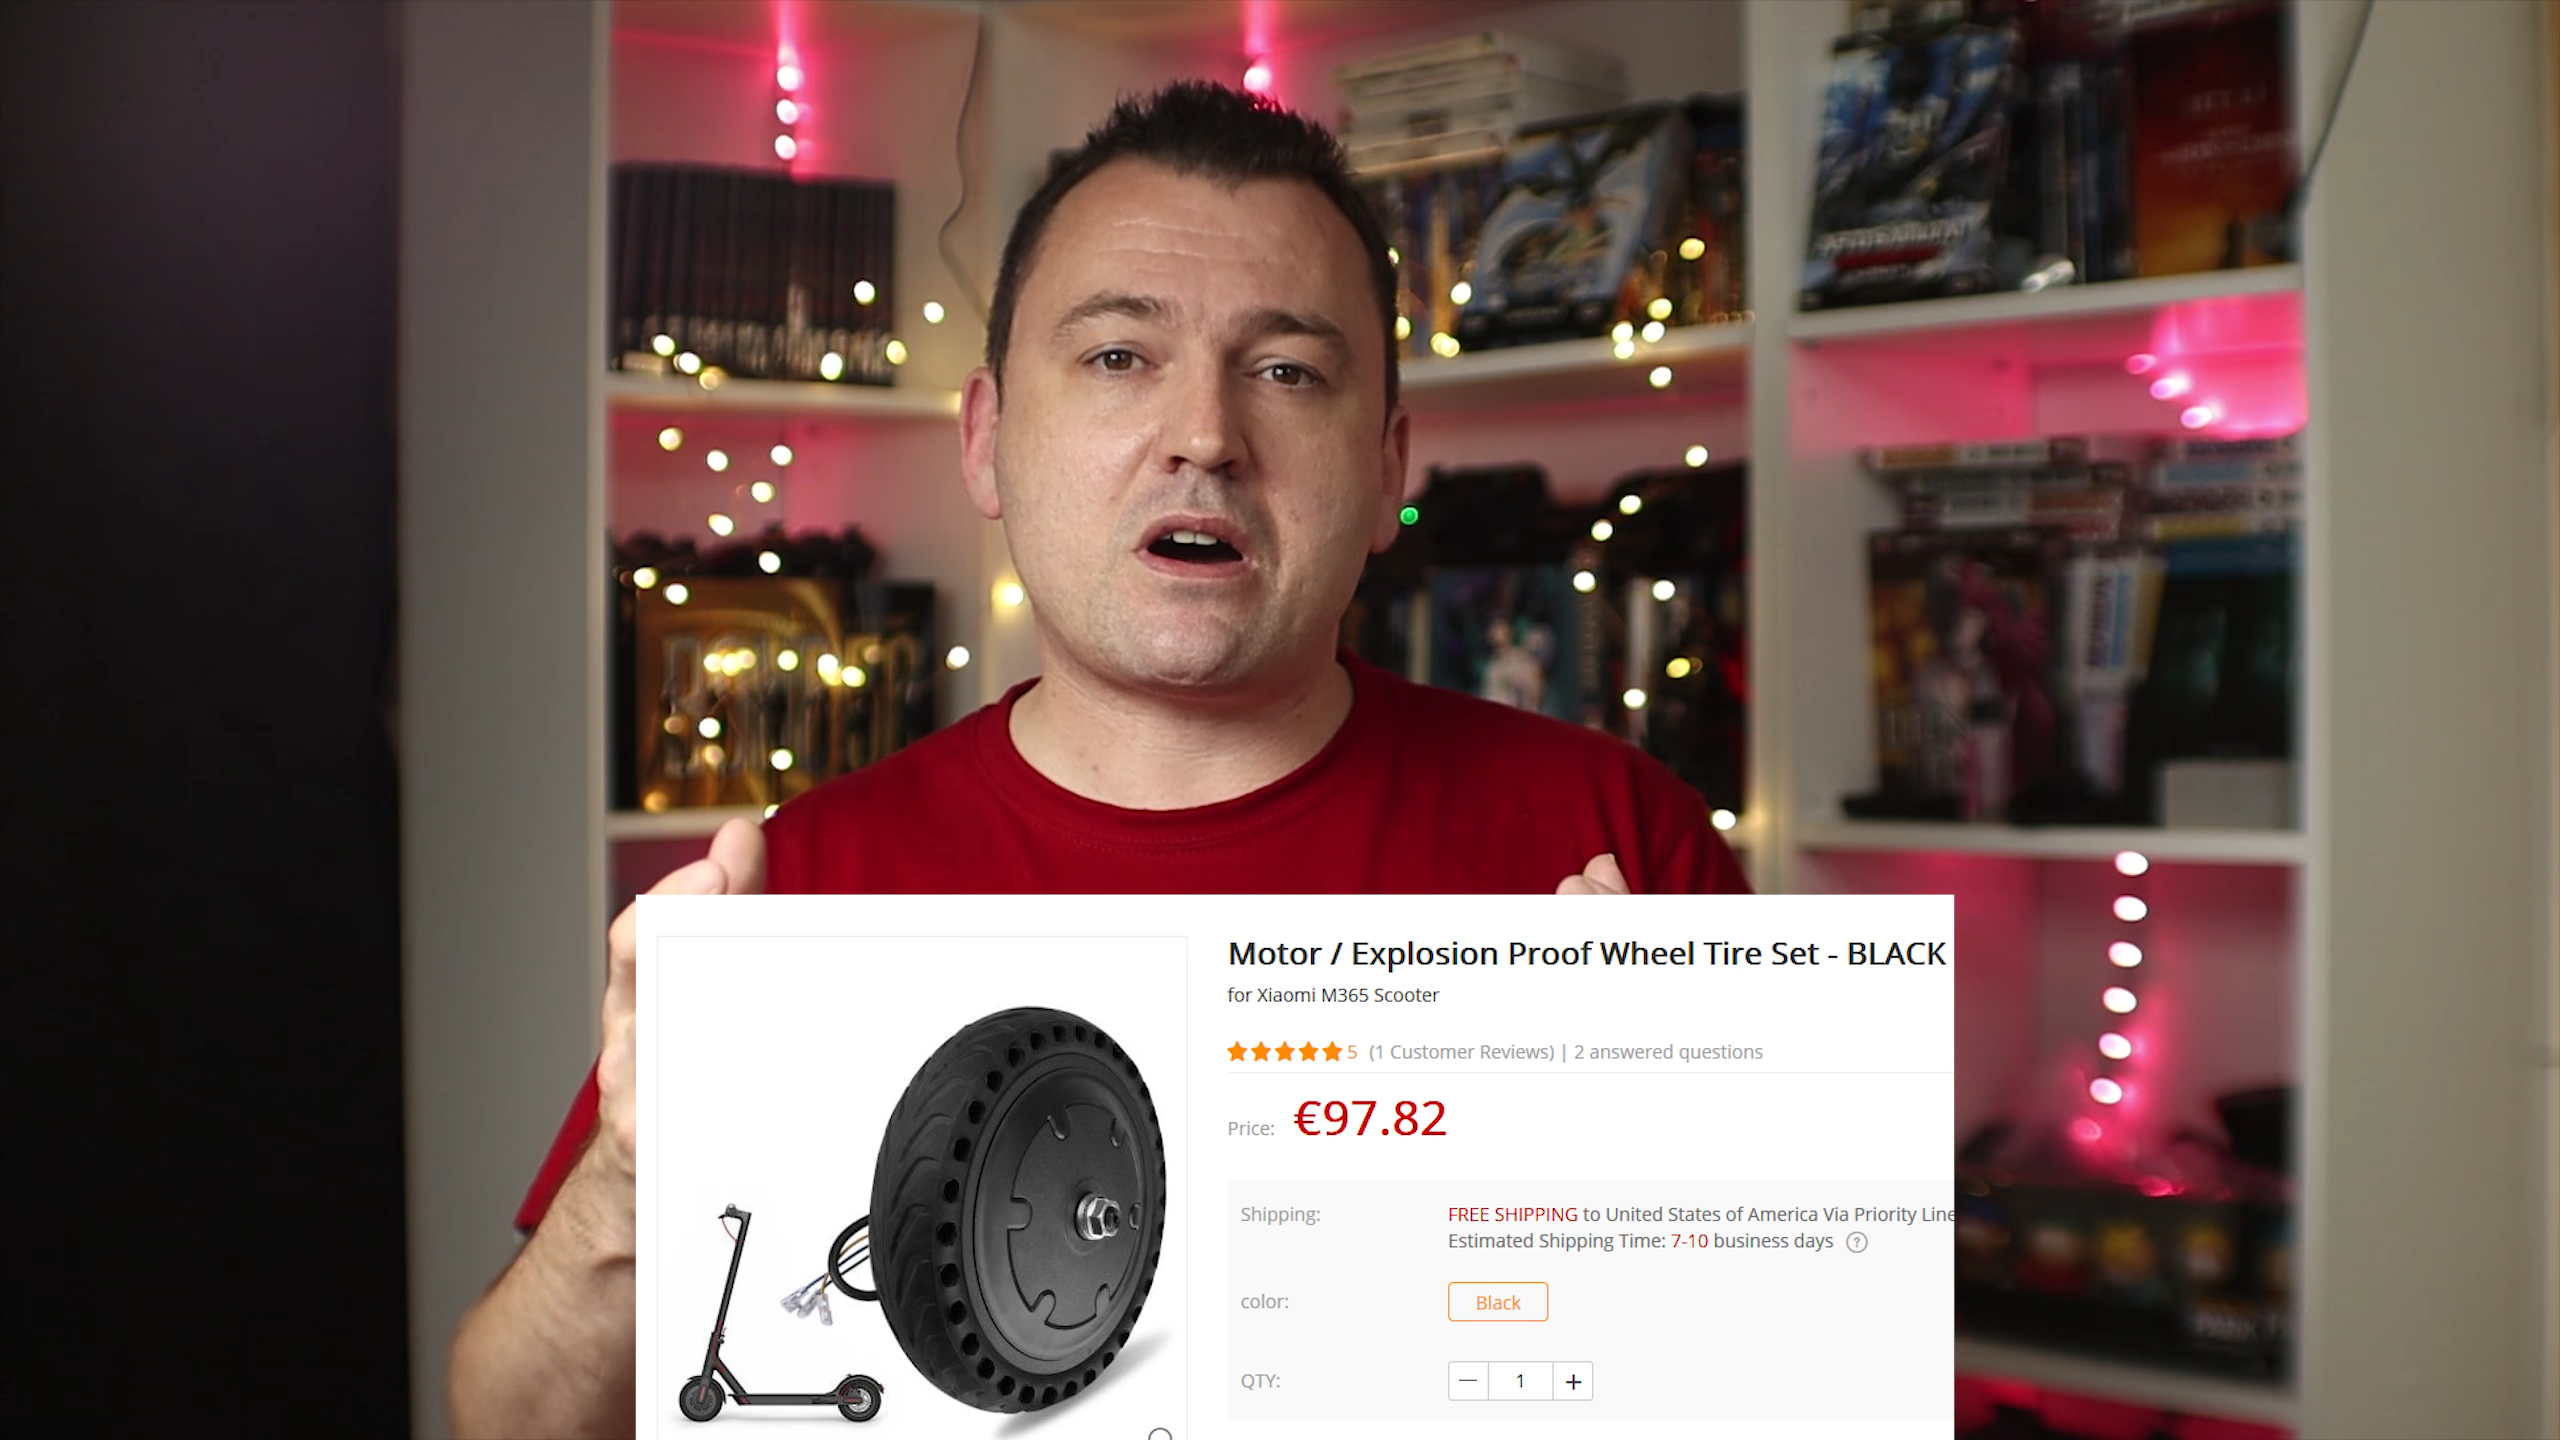 Motor / Explosion Proof Wheel Tire Set - BLACK
for Xiaomi M365 Scooter
5 (1 Customer Reviews) | 2 answered questions
Price: €97.82
Shipping: FREE SHIPPING to United States of America Via Priority Line
Estimated Shipping Time: 7-10 business days ?
color: Black
QTY: — 1 +